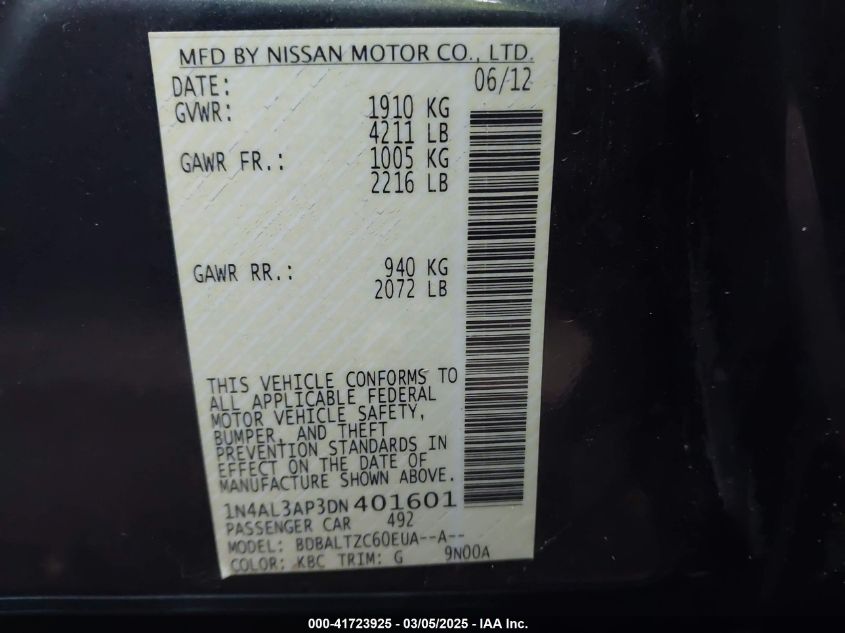 MFD BY NISSAN MOTOR CO., LTD.
DATE: 06/12
GVWR: 1910 KG
4211 LB
GAWR FR.: 1005 KG
2216 LB
GAWR RR.: 940 KG
2072 LB
THIS VEHICLE CONFORMS TO
ALL APPLICABLE FEDERAL
MOTOR VEHICLE SAFETY,
BUMPER, AND THEFT
PREVENTION STANDARDS IN
EFFECT ON THE DATE OF
MANUFACTURE SHOWN ABOVE.
1N4AL3AP3DN401601
PASSENGER CAR 492
MODEL: BDBALTZC60EUA--A--
COLOR: KBC TRIM: G 9N00A
000-41723925 - 03/05/2025 - IAA Inc.